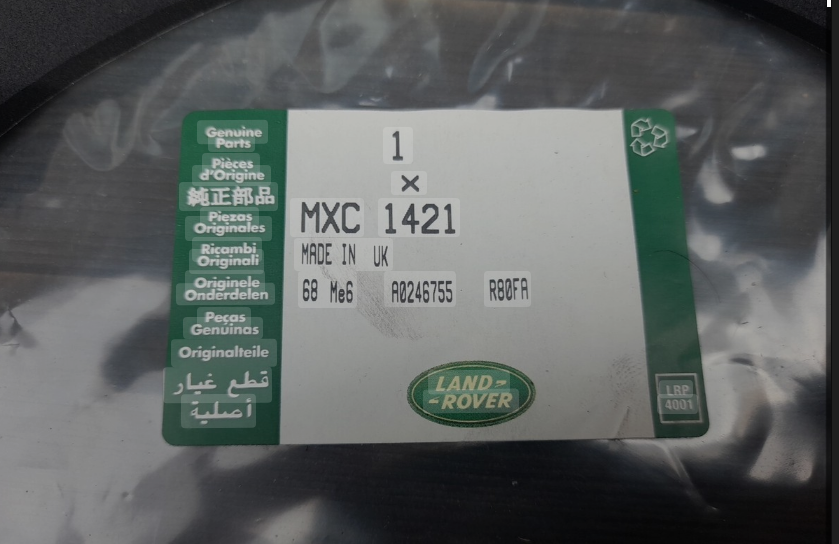 Genuine
Parts
Pièces
d'Origine
純正部品
Piezas
Originales
Ricambi
Originali
Originele
Onderdelen
Peças
Genuínas
Originalteile
قطع غيار
أصلية
1
×
MXC 1421
MADE IN UK
68 Me6 A0246755 R80FA
LAND-
-ROVER
LRP
4001